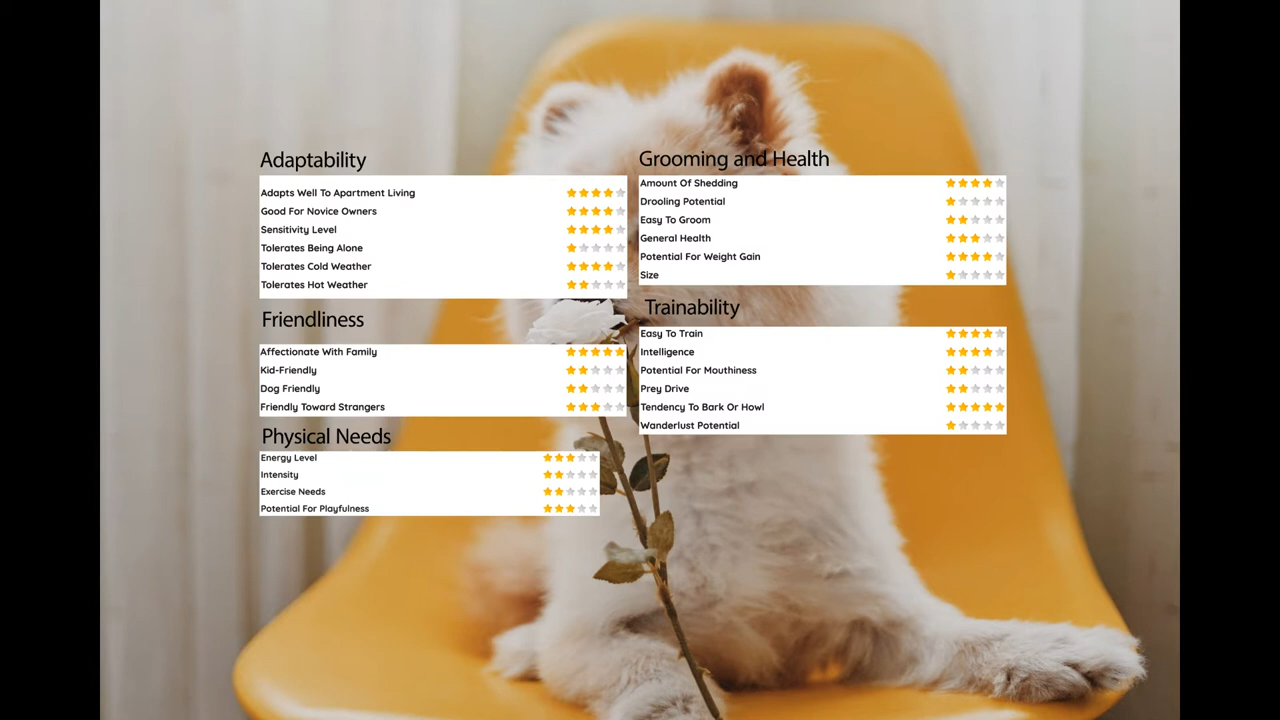 Adaptability
Adapts Well To Apartment Living
Good For Novice Owners
Sensitivity Level
Tolerates Being Alone
Tolerates Cold Weather
Tolerates Hot Weather
Friendliness
Affectionate With Family
Kid-Friendly
Dog Friendly
Friendly Toward Strangers
Physical Needs
Energy Level
Intensity
Exercise Needs
Potential For Playfulness
Grooming and Health
Amount Of Shedding
Drooling Potential
Easy To Groom
General Health
Potential For Weight Gain
Size
Trainability
Easy To Train
Intelligence
Potential For Mouthiness
Prey Drive
Tendency To Bark Or Howl
Wanderlust Potential